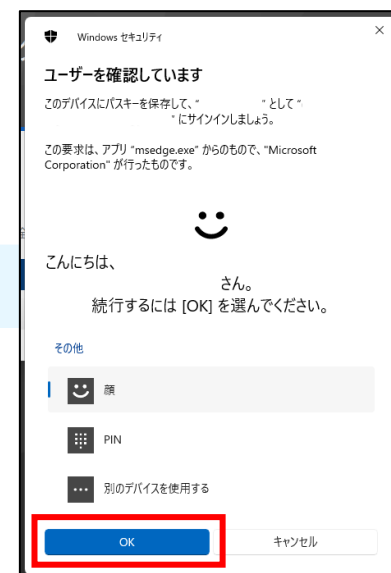 Windows セキュリティ
ユーザーを確認しています
このデバイスにパスキーを保存して、" " として "
" にサインインしましょう。
この要求は、アプリ "msedge.exe" からのもので、"Microsoft
Corporation" が行ったものです。
こんにちは、
さん。
続行するには [OK] を選んでください。
その他
顔
PIN
別のデバイスを使用する
OK
キャンセル